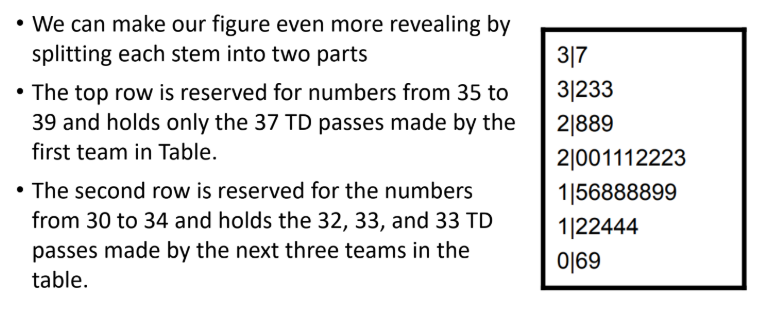 • We can make our figure even more revealing by
splitting each stem into two parts
• The top row is reserved for numbers from 35 to
39 and holds only the 37 TD passes made by the
first team in Table.
• The second row is reserved for the numbers
from 30 to 34 and holds the 32, 33, and 33 TD
passes made by the next three teams in the
table.
3|7
3|233
2|889
2|001112223
1|56888899
1|22444
0|69